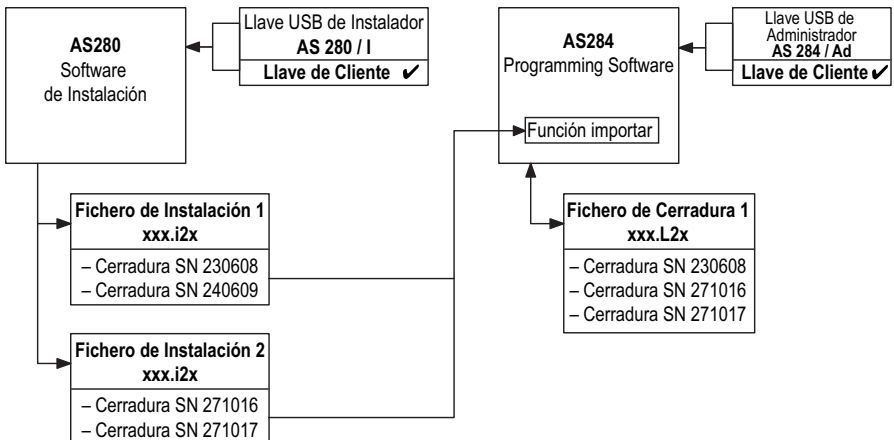 AS280
Software
de Instalación
Llave USB de Instalador
AS 280 / I
Llave de Cliente ✔
AS284
Programming Software
Función importar
Llave USB de
Administrador
AS 284 / Ad
Llave de Cliente ✔
Fichero de Instalación 1
xxx.i2x
– Cerradura SN 230608
– Cerradura SN 240609
Fichero de Cerradura 1
xxx.L2x
– Cerradura SN 230608
– Cerradura SN 271016
– Cerradura SN 271017
Fichero de Instalación 2
xxx.i2x
– Cerradura SN 271016
– Cerradura SN 271017